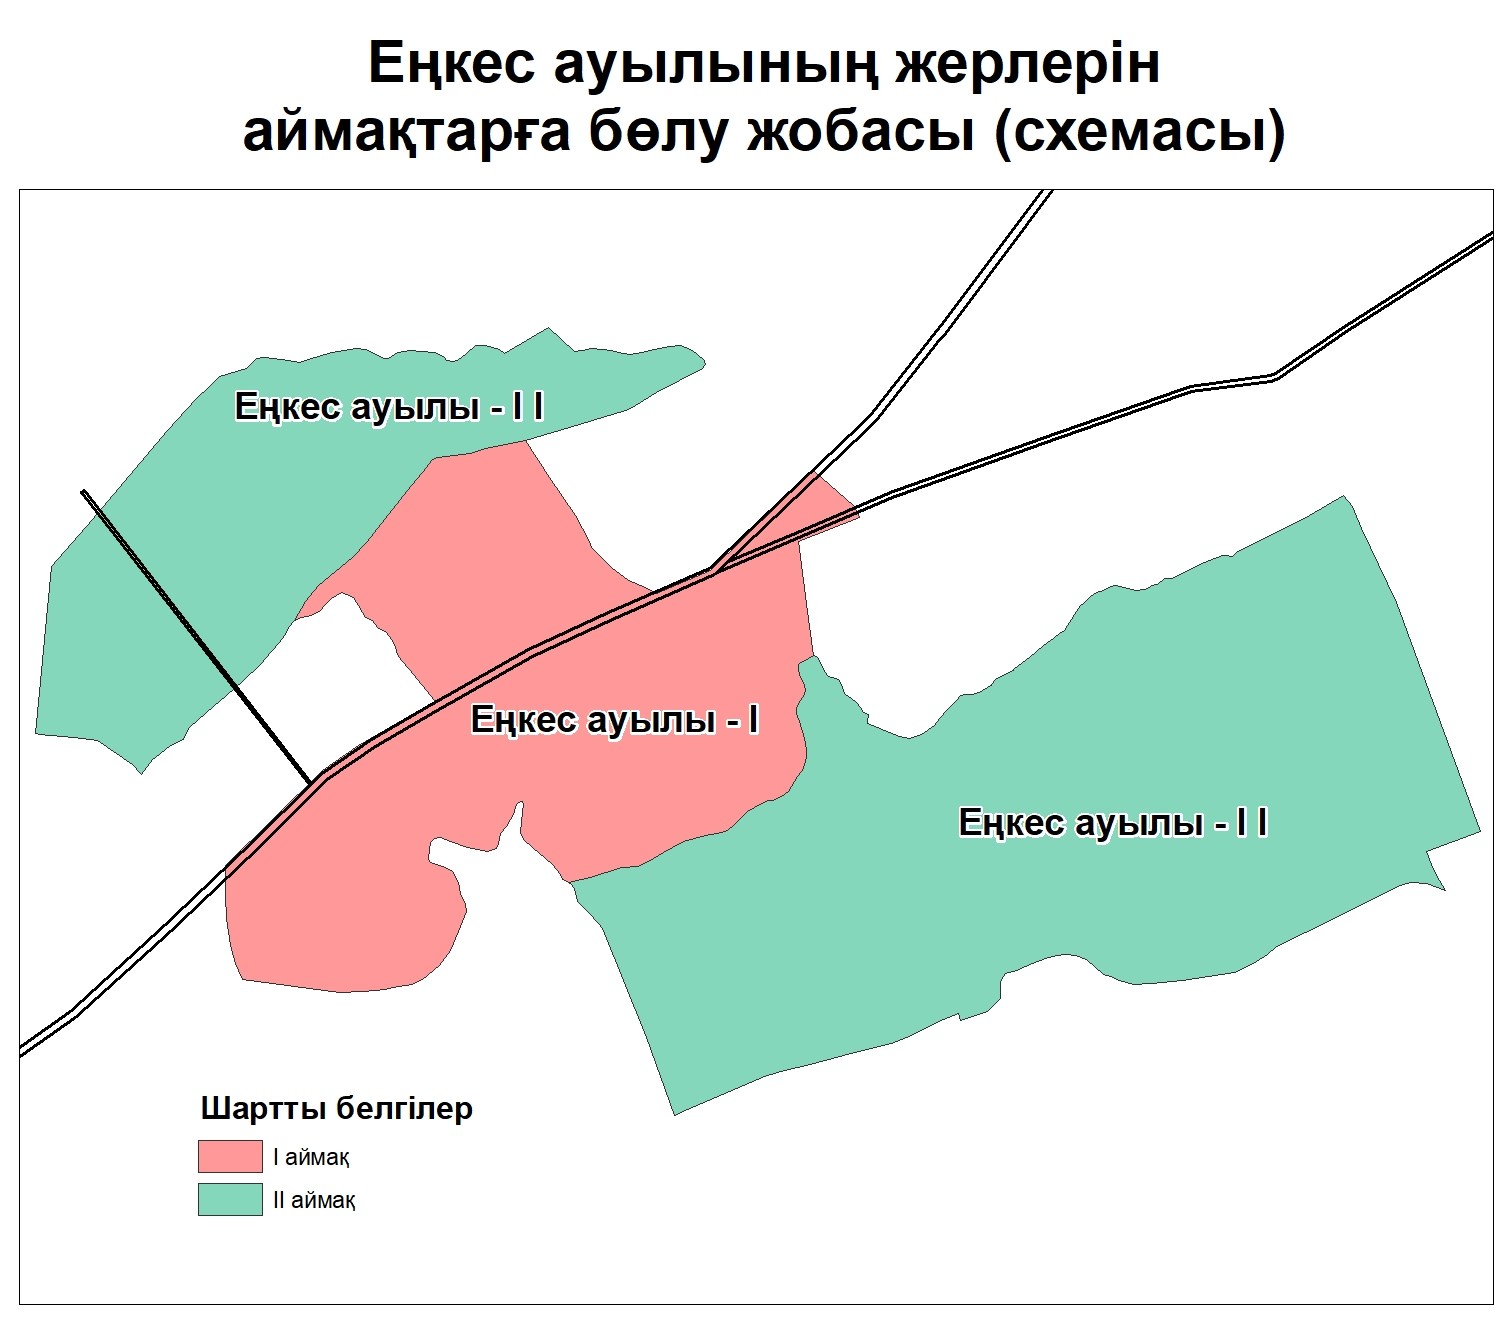 Еңкес ауылының жерлерін
аймақтарға бөлу жобасы (схемасы)
Еңкес ауылы - I I
Еңкес ауылы - I
Еңкес ауылы - I I
Шартты белгілер
I аймақ
II аймақ